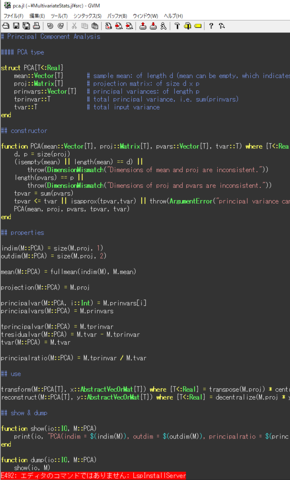 pca.jl (~¥MultivariateStats.jl¥src) - GVIM
ファイル(F) 編集(E) ツール(T) シンタックス(S) バッファ(B) ウィンドウ(W) ヘルプ(H)
# Principal Component Analysis
#### PCA type
struct PCA{T<:Real}
mean::Vector{T} # sample mean: of length d (mean can be empty, which indicates
proj::Matrix{T} # projection matrix: of size d x p
prinvars::Vector{T} # principal variances: of length p
tprinvar::T # total principal variance, i.e. sum(prinvars)
tvar::T # total input variance
end
## constructor
function PCA(mean::Vector{T}, proj::Matrix{T}, pvars::Vector{T}, tvar::T) where {T<:Rea
d, p = size(proj)
(isempty(mean) || length(mean) == d) ||
throw(DimensionMismatch("Dimensions of mean and proj are inconsistent."))
length(pvars) == p ||
throw(DimensionMismatch("Dimensions of proj and pvars are inconsistent."))
tpvar = sum(pvars)
tpvar <= tvar || isapprox(tpvar,tvar) || throw(ArgumentError("principal variance can
PCA(mean, proj, pvars, tpvar, tvar)
end
## properties
indim(M::PCA) = size(M.proj, 1)
outdim(M::PCA) = size(M.proj, 2)
mean(M::PCA) = fullmean(indim(M), M.mean)
projection(M::PCA) = M.proj
principalvar(M::PCA, i::Int) = M.prinvars[i]
principalvars(M::PCA) = M.prinvars
tprincipalvar(M::PCA) = M.tprinvar
tresidualvar(M::PCA) = M.tvar - M.tprinvar
tvar(M::PCA) = M.tvar
principalratio(M::PCA) = M.tprinvar / M.tvar
## use
transform(M::PCA{T}, x::AbstractVecOrMat{T}) where {T<:Real} = transpose(M.proj) * cent
reconstruct(M::PCA{T}, y::AbstractVecOrMat{T}) where {T<:Real} = decentralize(M.proj *
## show & dump
function show(io::IO, M::PCA)
print(io, "PCA(indim = $(indim(M)), outdim = $(outdim(M)), principalratio = $(princ
end
function dump(io::IO, M::PCA)
show(io, M)
E492: エディタのコマンドではありません: LspInstallServer